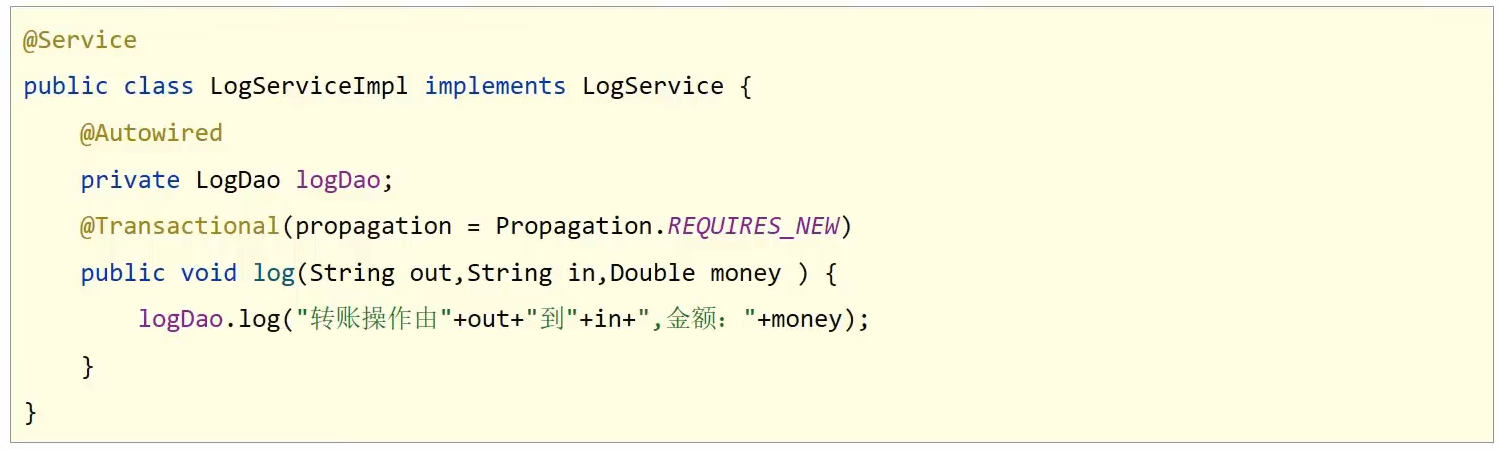 @Service
public class LogServiceImpl implements LogService {
    @Autowired
    private LogDao logDao;
    @Transactional(propagation = Propagation.REQUIRES_NEW)
    public void log(String out,String in,Double money ) {
        logDao.log("转账操作由"+out+"到"+in+",金额："+money);
    }
}